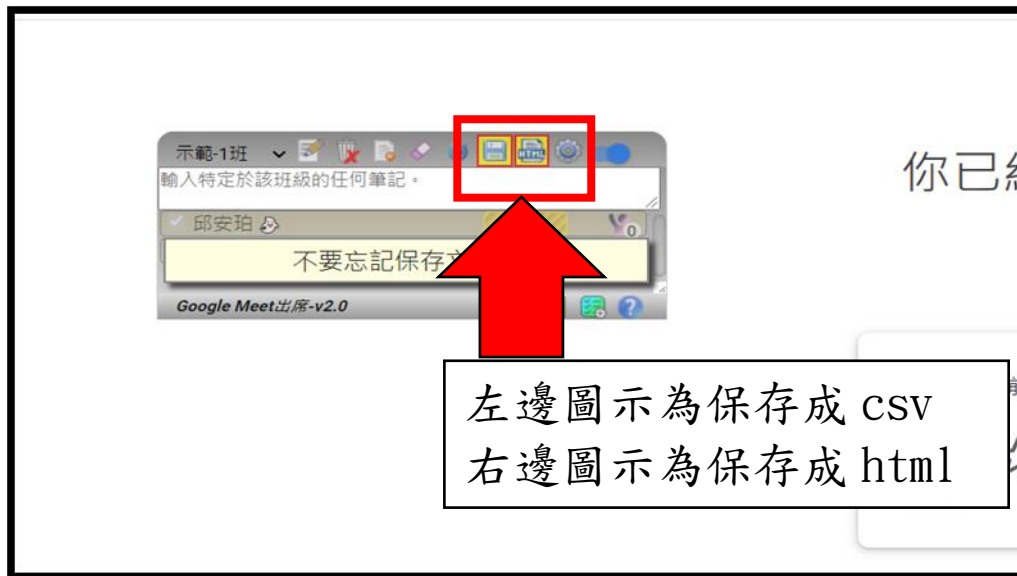 示範-1班
HTML
輸入特定於該班級的任何筆記。
邱安珀
0
不要忘記保存
Google Meet出席-v2.0
你已
左邊圖示為保存成 csv
右邊圖示為保存成 html